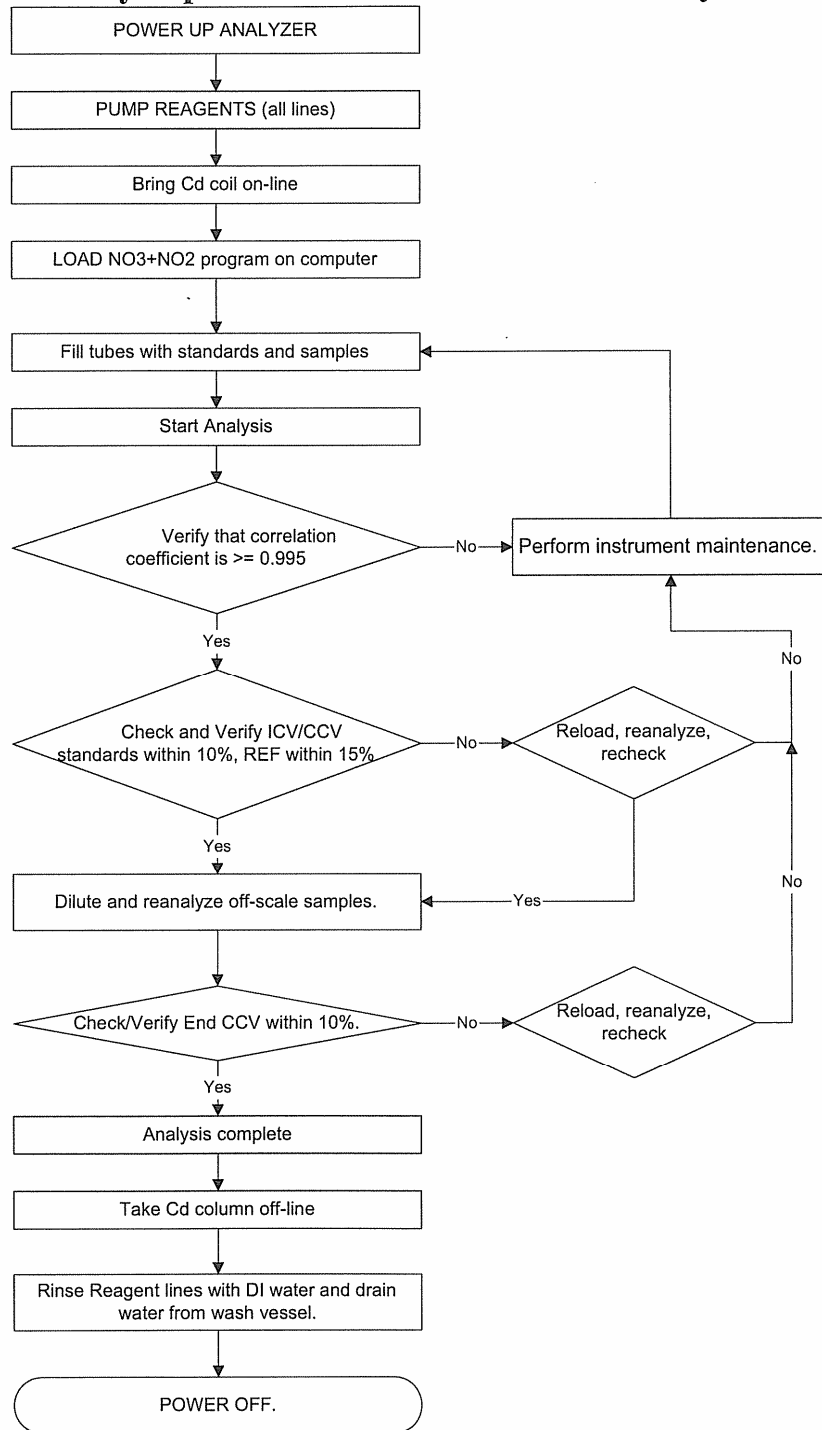 POWER UP ANALYZER
PUMP REAGENTS (all lines)
Bring Cd coil on-line
LOAD NO3+NO2 program on computer
Fill tubes with standards and samples
Start Analysis
Verify that correlation
coefficient is >= 0.995
No
Perform instrument maintenance.
Yes
No
Check and Verify ICV/CCV
standards within 10%, REF within 15%
No
Reload, reanalyze,
recheck
Yes
Dilute and reanalyze off-scale samples.
Yes
No
Check/Verify End CCV within 10%.
No
Reload, reanalyze,
recheck
Yes
Analysis complete
Take Cd column off-line
Rinse Reagent lines with DI water and drain
water from wash vessel.
POWER OFF.